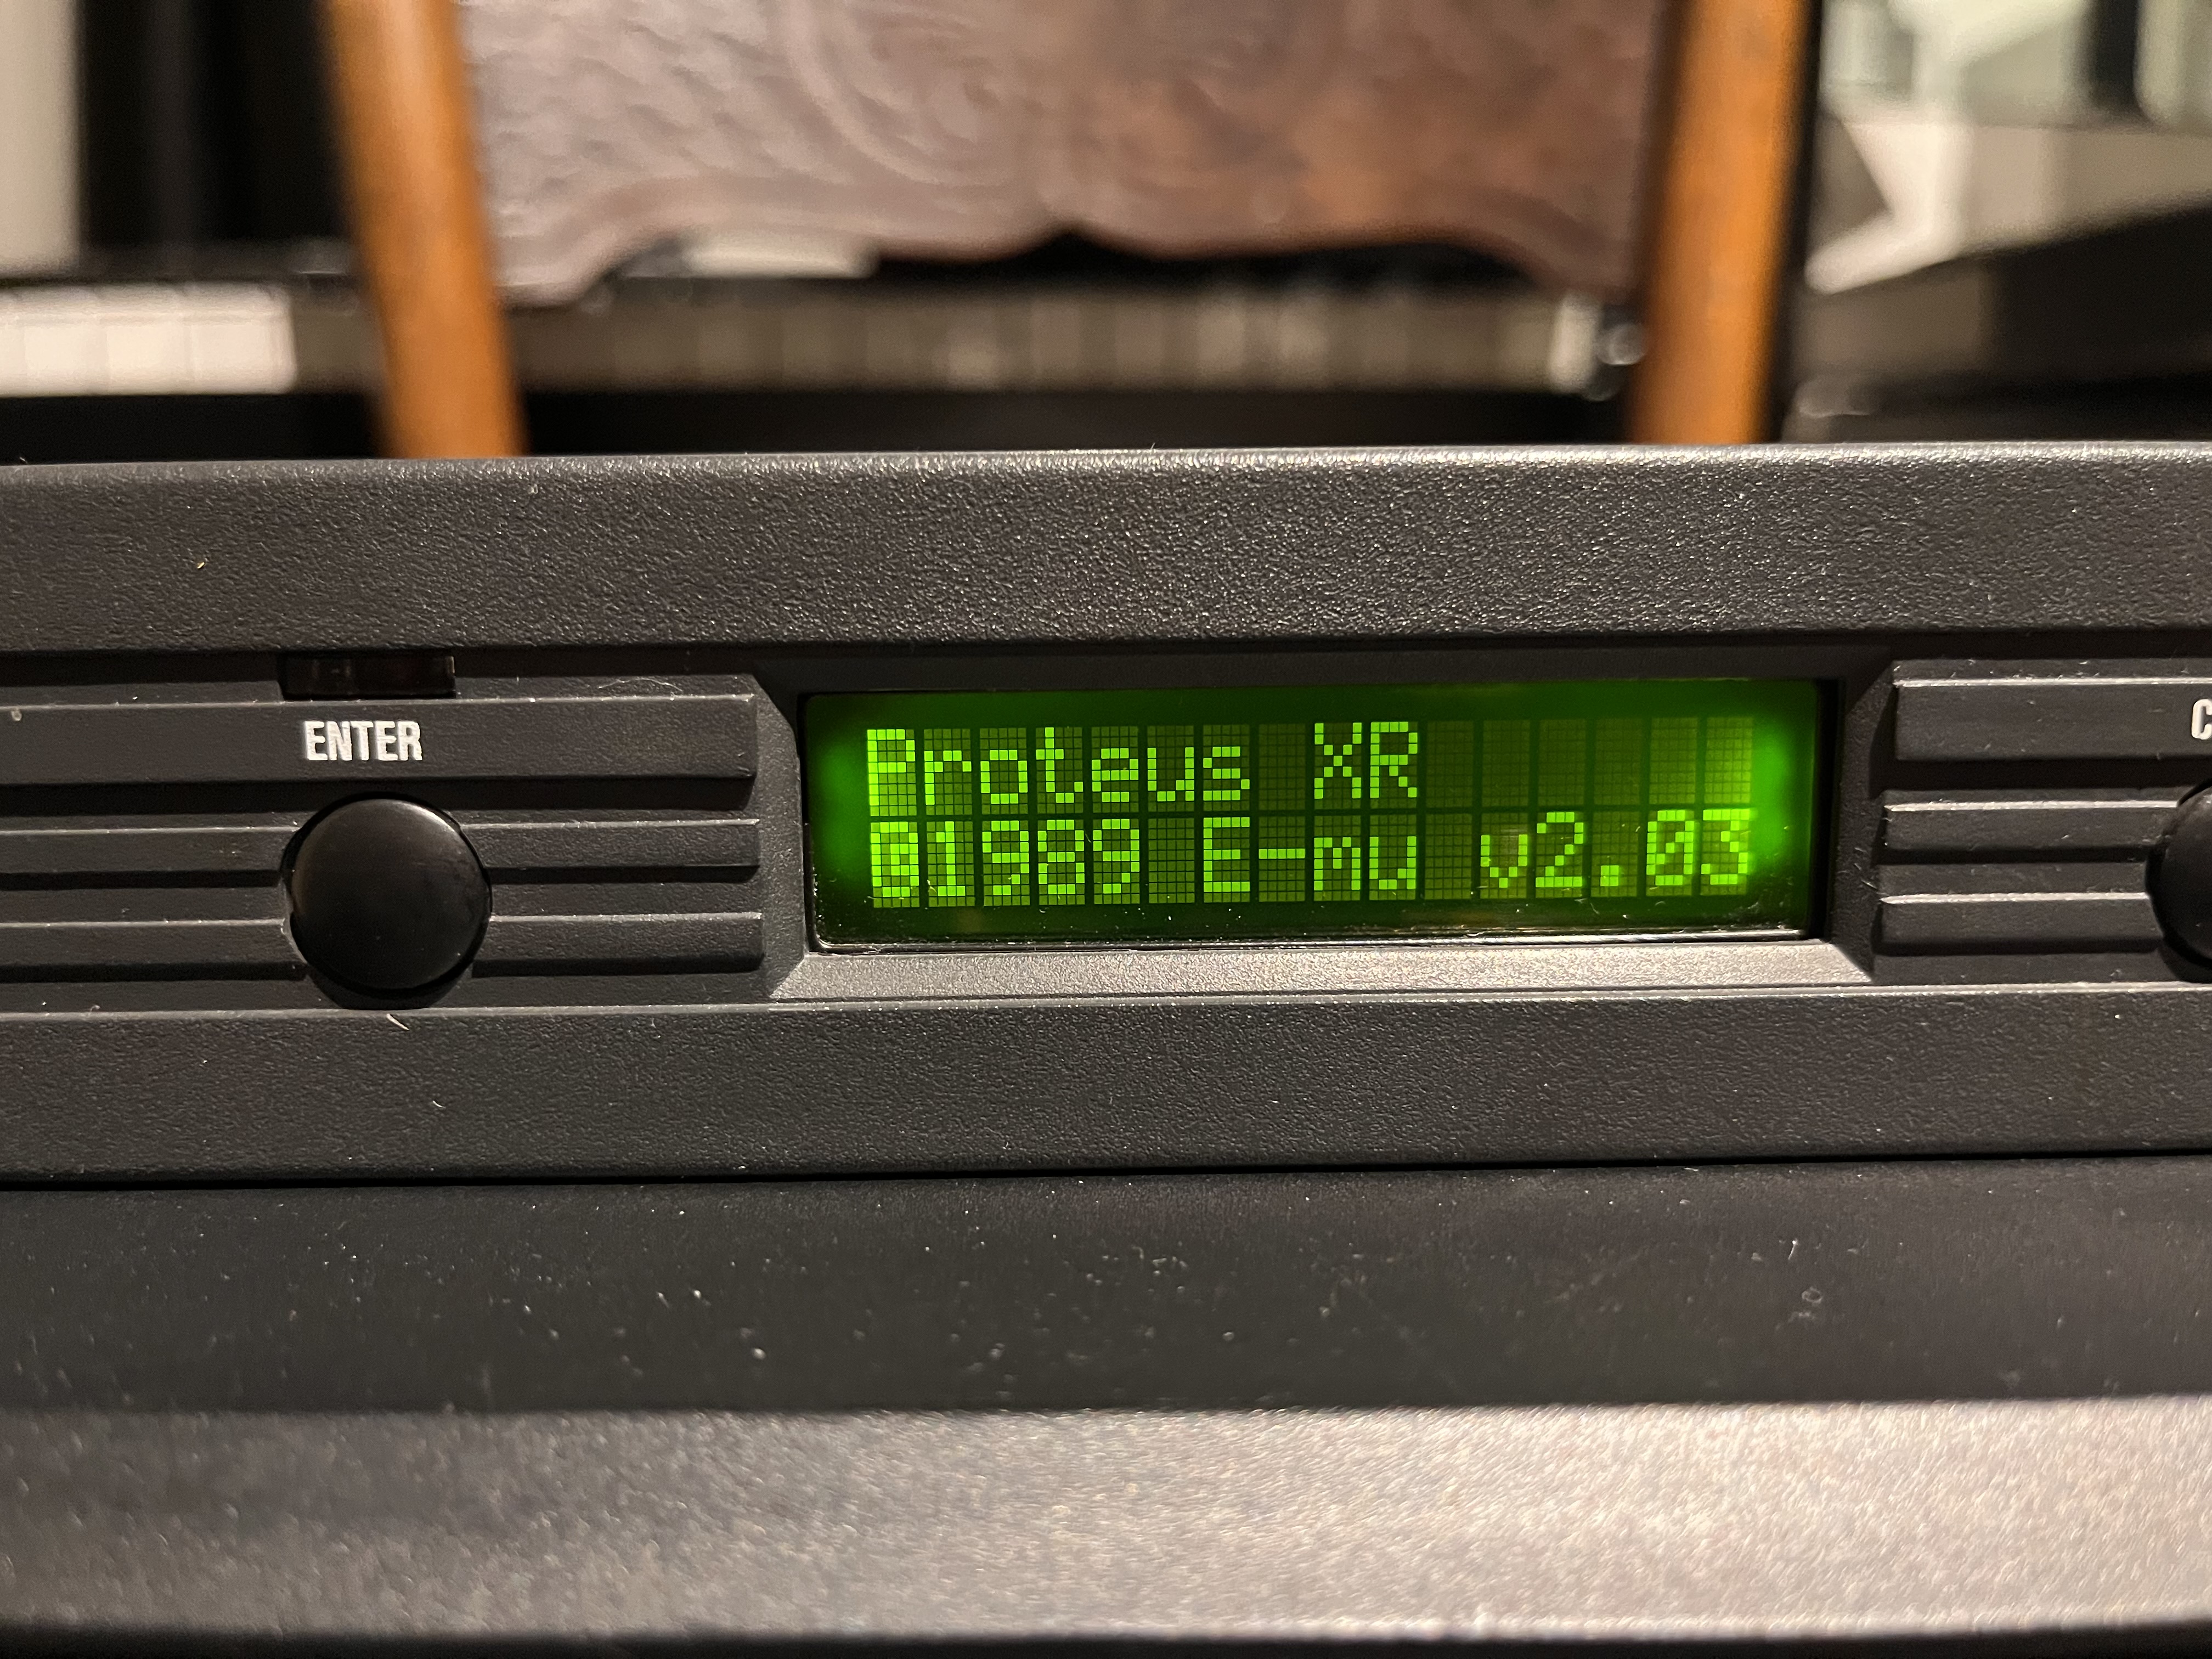 ENTER
Proteus XR
©1989 E-mu v2.03
C